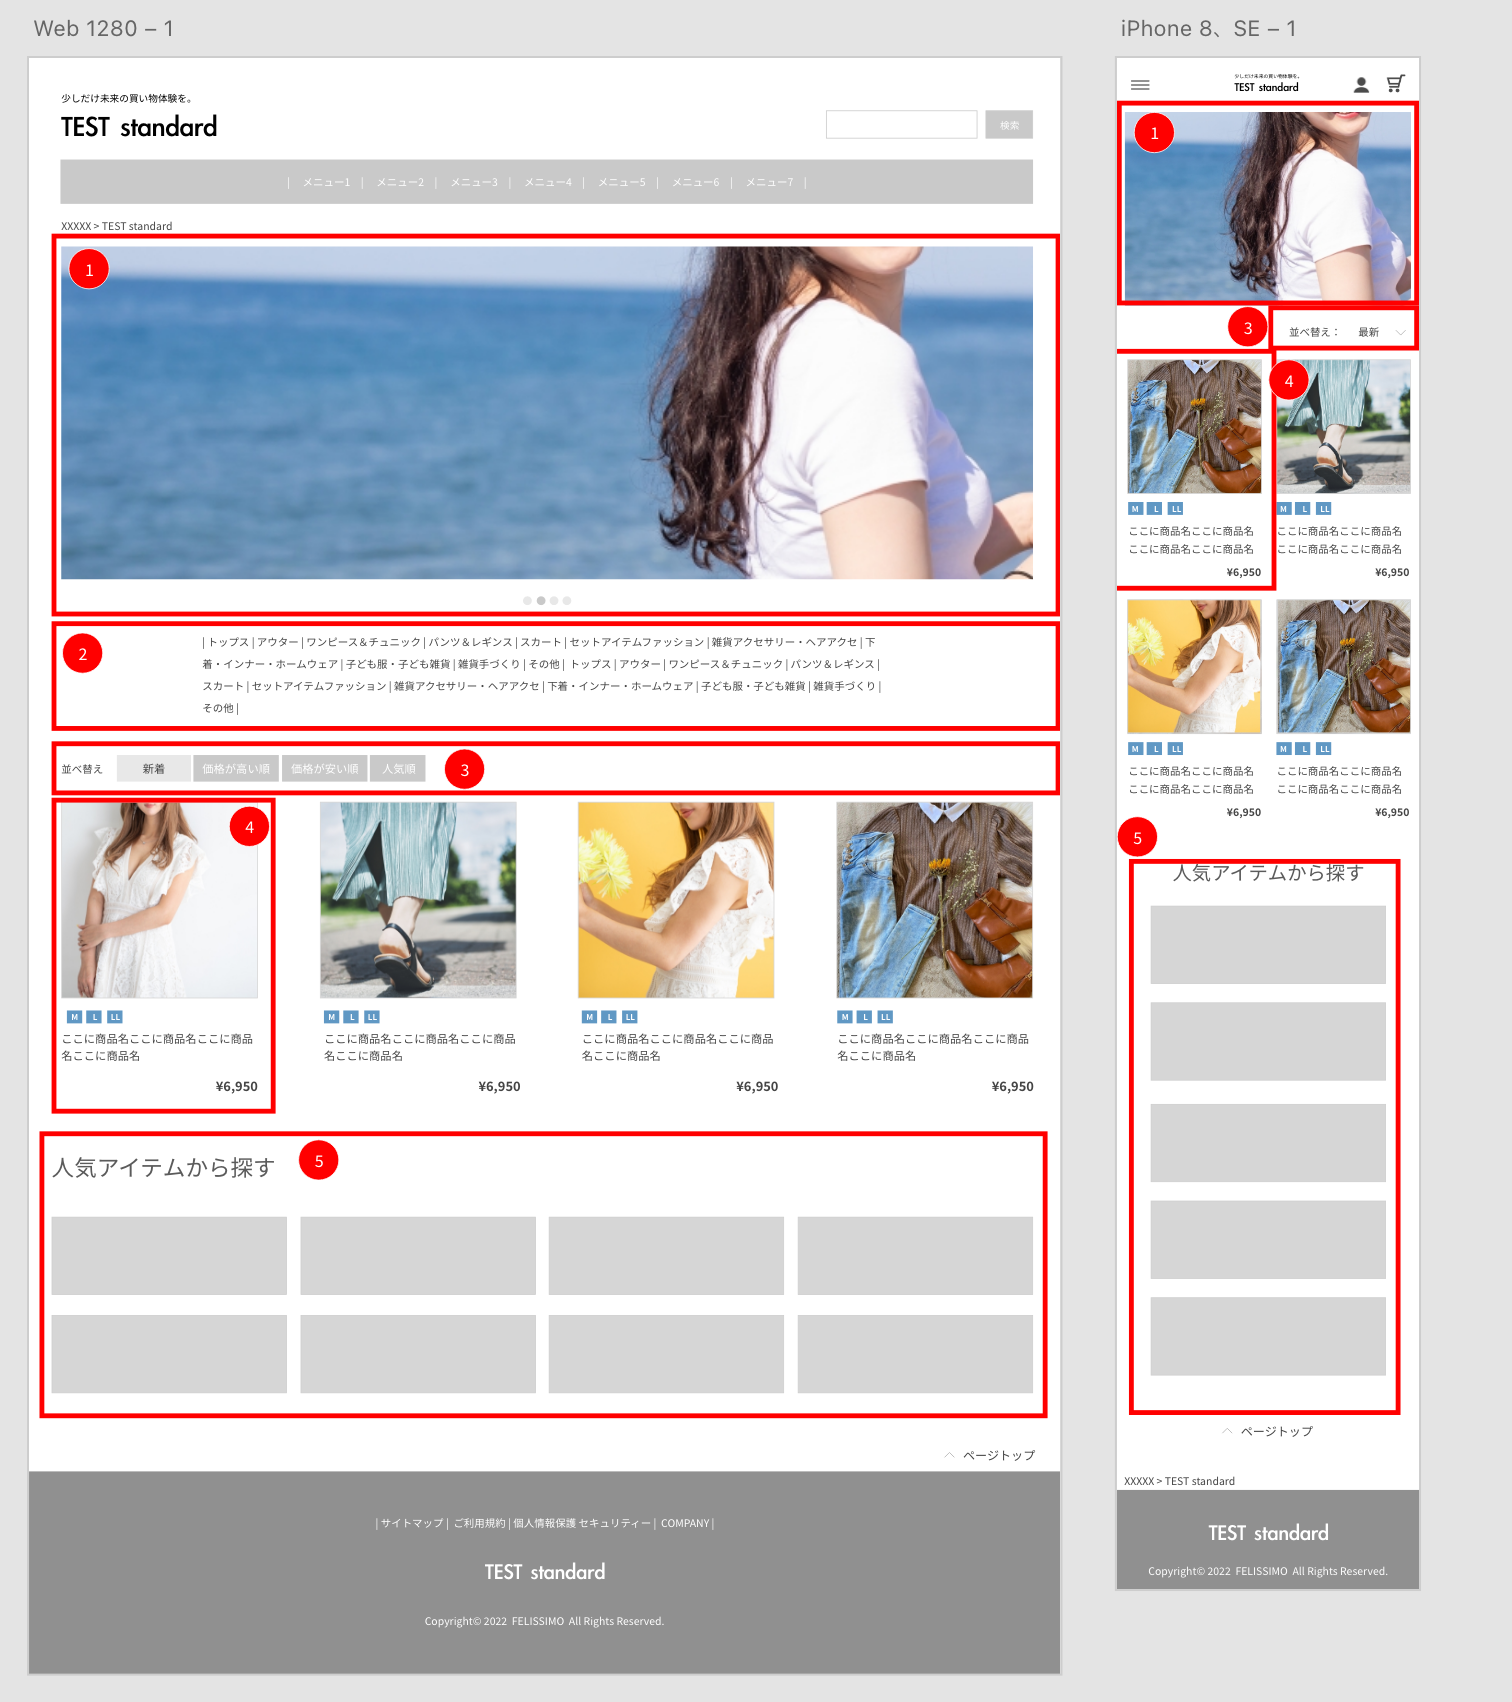 Web 1280 – 1
少しだけ未来の買い物体験を。
TEST standard
検索
| メニュー1 | メニュー2 | メニュー3 | メニュー4 | メニュー5 | メニュー6 | メニュー7 |
XXXXX > TEST standard
1
2
| トップス | アウター | ワンピース＆チュニック | パンツ＆レギンス | スカート | セットアイテムファッション | 雑貨アクセサリー・ヘアアクセ | 下
着・インナー・ホームウェア | 子ども服・子ども雑貨 | 雑貨手づくり | その他 | トップス | アウター | ワンピース＆チュニック | パンツ＆レギンス |
スカート | セットアイテムファッション | 雑貨アクセサリー・ヘアアクセ | 下着・インナー・ホームウェア | 子ども服・子ども雑貨 | 雑貨手づくり |
その他 |
並べ替え 新着 価格が高い順 価格が安い順 人気順 3
4
M L LL
ここに商品名ここに商品名ここに商品
名ここに商品名
¥6,950
M L LL
ここに商品名ここに商品名ここに商品
名ここに商品名
¥6,950
M L LL
ここに商品名ここに商品名ここに商品
名ここに商品名
¥6,950
M L LL
ここに商品名ここに商品名ここに商品
名ここに商品名
¥6,950
人気アイテムから探す 5
ページトップ
| サイトマップ | ご利用規約 | 個人情報保護 セキュリティー | COMPANY |
TEST standard
Copyright© 2022 FELISSIMO All Rights Reserved.
iPhone 8、SE – 1
少しだけ未来の買い物体験を。
TEST standard
1
3 並べ替え： 最新
4
M L LL
ここに商品名ここに商品名
ここに商品名ここに商品名
¥6,950
M L LL
ここに商品名ここに商品名
ここに商品名ここに商品名
¥6,950
M L LL
ここに商品名ここに商品名
ここに商品名ここに商品名
¥6,950
M L LL
ここに商品名ここに商品名
ここに商品名ここに商品名
¥6,950
5
人気アイテムから探す
ページトップ
XXXXX > TEST standard
TEST standard
Copyright© 2022 FELISSIMO All Rights Reserved.